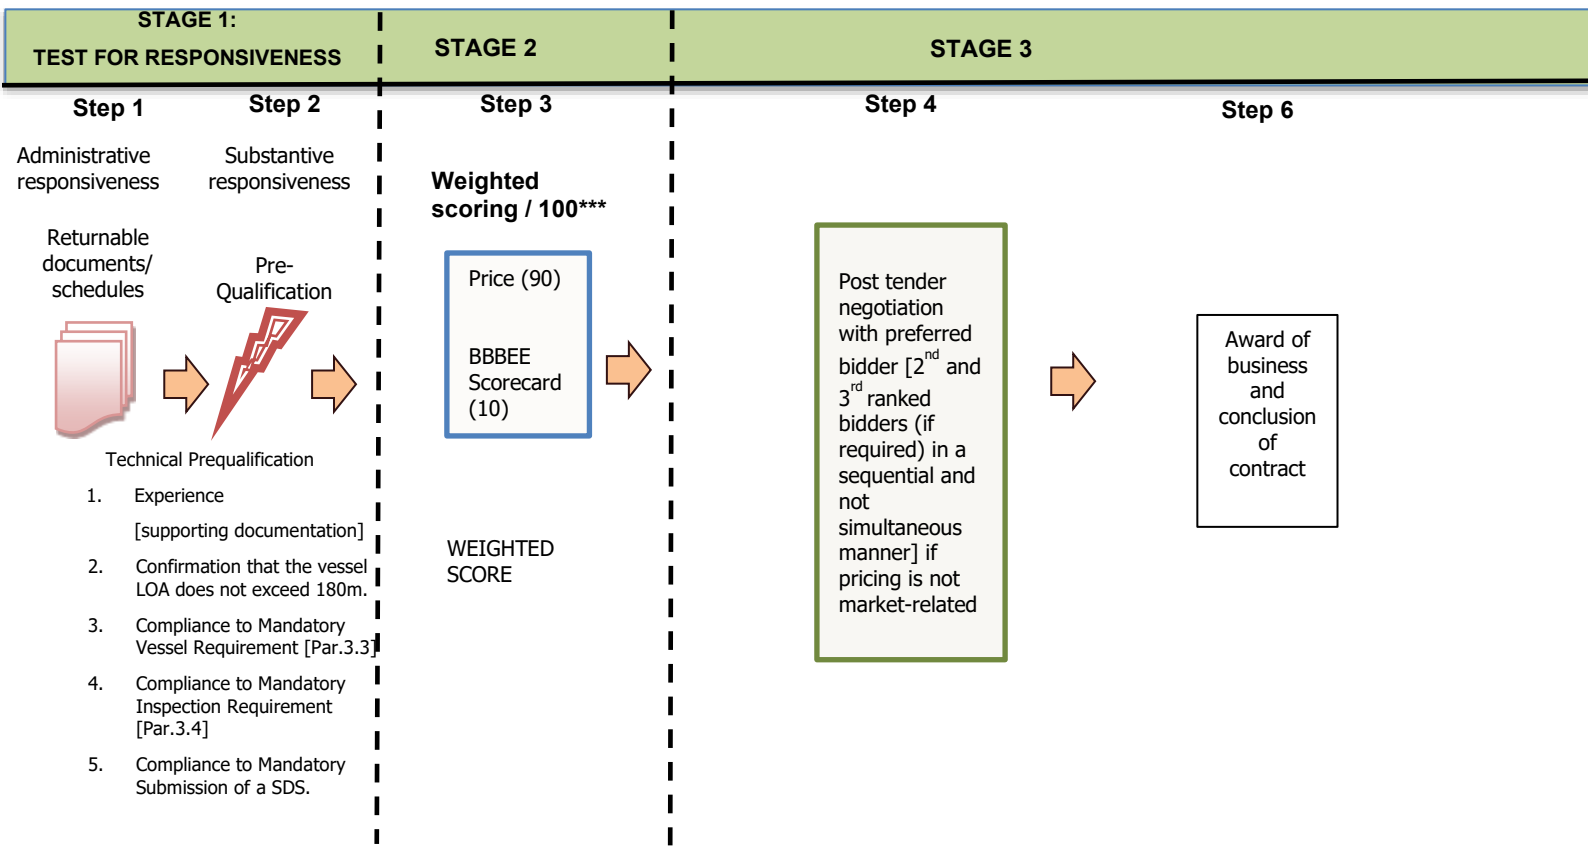 STAGE 1:
TEST FOR RESPONSIVENESS
STAGE 2
STAGE 3
Step 1
Step 2
Step 3
Step 4
Step 6
Administrative
responsiveness
Substantive
responsiveness
Returnable
documents/
schedules
Pre-
Qualification
Technical Prequalification
1. Experience
[supporting documentation]
2. Confirmation that the vessel
LOA does not exceed 180m.
3. Compliance to Mandatory
Vessel Requirement [Par.3.3]
4. Compliance to Mandatory
Inspection Requirement
[Par.3.4]
5. Compliance to Mandatory
Submission of a SDS.
Weighted
scoring / 100***
Price (90)
BBBEE
Scorecard
(10)
WEIGHTED
SCORE
Post tender
negotiation
with preferred
bidder [2nd and
3rd ranked
bidders (if
required) in a
sequential and
not
simultaneous
manner] if
pricing is not
market-related
Award of
business
and
conclusion
of
contract